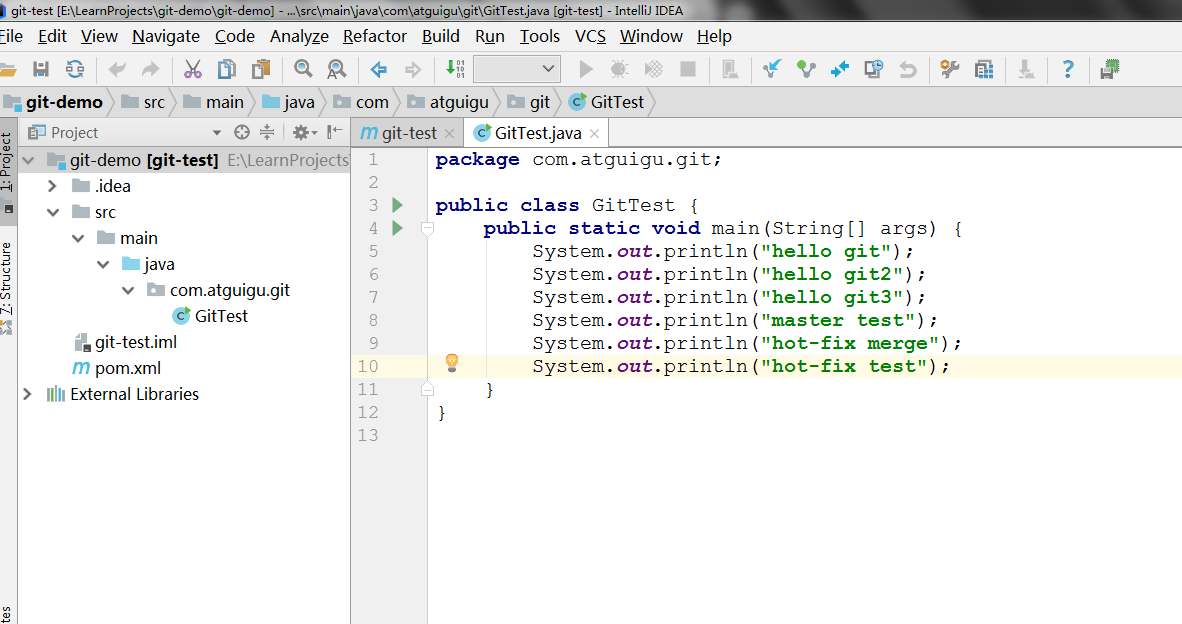 git-test [E:\LearnProjects\git-demo\git-demo] - ...\src\main\java\com\atguigu\git\GitTest.java [git-test] - IntelliJ IDEA
File Edit View Navigate Code Analyze Refactor Build Run Tools VCS Window Help
git-demo src main java com atguigu git GitTest
1: Project
Z: Structure
Project
git-demo [git-test] E:\LearnProjects
.idea
src
main
java
com.atguigu.git
GitTest
git-test.iml
pom.xml
External Libraries
git-test GitTest.java
1 package com.atguigu.git;
2
3 public class GitTest {
4 public static void main(String[] args) {
5 System.out.println("hello git");
6 System.out.println("hello git2");
7 System.out.println("hello git3");
8 System.out.println("master test");
9 System.out.println("hot-fix merge");
10 System.out.println("hot-fix test");
11 }
12 }
13